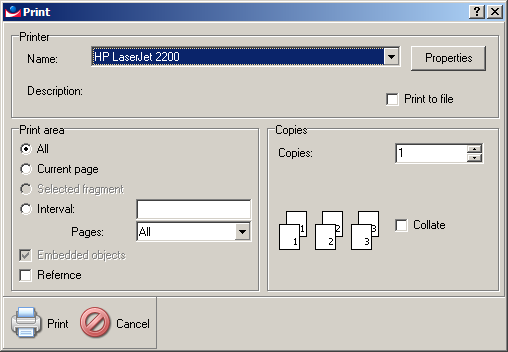 Print
Printer
Name: HP LaserJet 2200 Properties
Description:
Print to file
Print area
All
Current page
Selected fragment
Interval:
Pages: All
Embedded objects
Refernce
Copies
Copies: 1
1 2 3
1 2 3
Collate
Print Cancel